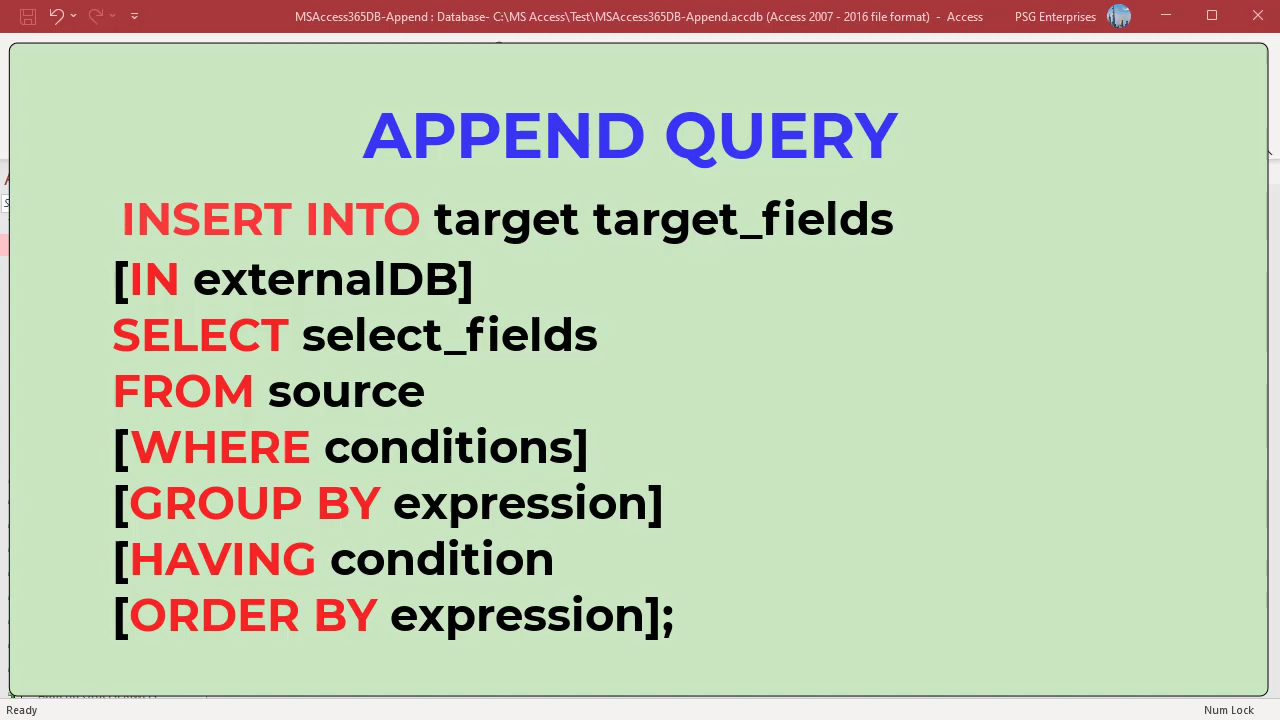 MSAccess365DB-Append : Database- C:\MS Access\Test\MSAccess365DB-Append.accdb (Access 2007 - 2016 file format) - Access
PSG Enterprises
APPEND QUERY
INSERT INTO target target_fields
[IN externalDB]
SELECT select_fields
FROM source
[WHERE conditions]
[GROUP BY expression]
[HAVING condition
[ORDER BY expression];
Ready
Num Lock